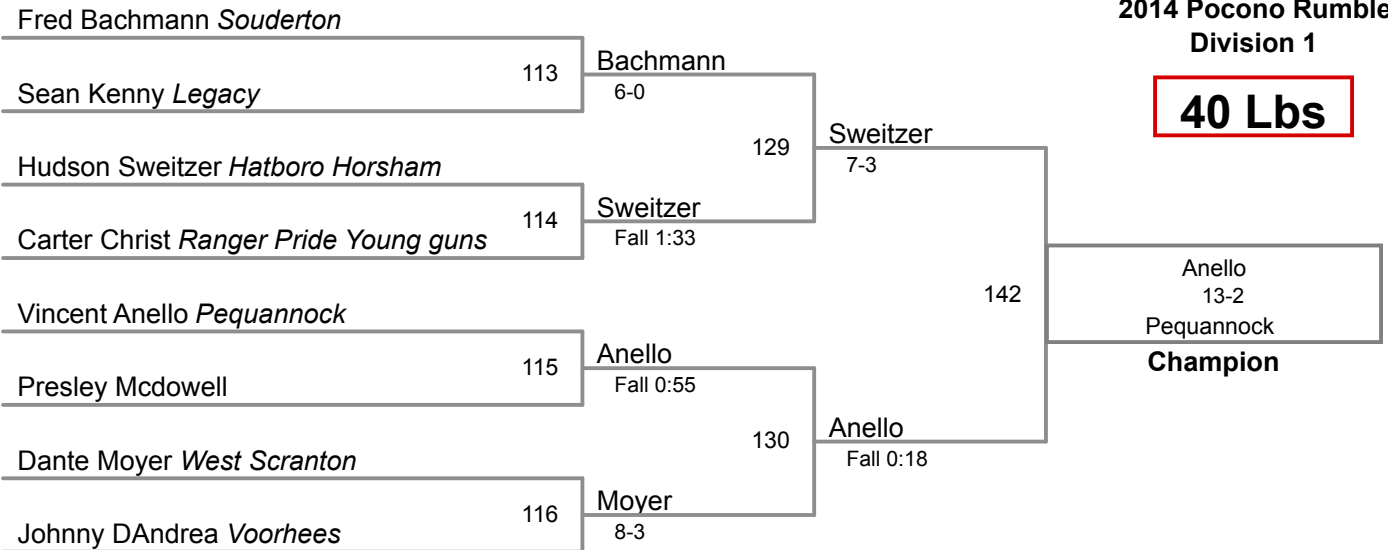 2014 Pocono Rumble
Division 1
40 Lbs
Fred Bachmann Souderton
113
Bachmann
6-0
Sean Kenny Legacy
129
Sweitzer
7-3
Hudson Sweitzer Hatboro Horsham
114
Sweitzer
Fall 1:33
Carter Christ Ranger Pride Young guns
142
Anello
13-2
Pequannock
Champion
Vincent Anello Pequannock
115
Anello
Fall 0:55
Presley Mcdowell
130
Anello
Fall 0:18
Dante Moyer West Scranton
116
Moyer
8-3
Johnny DAndrea Voorhees